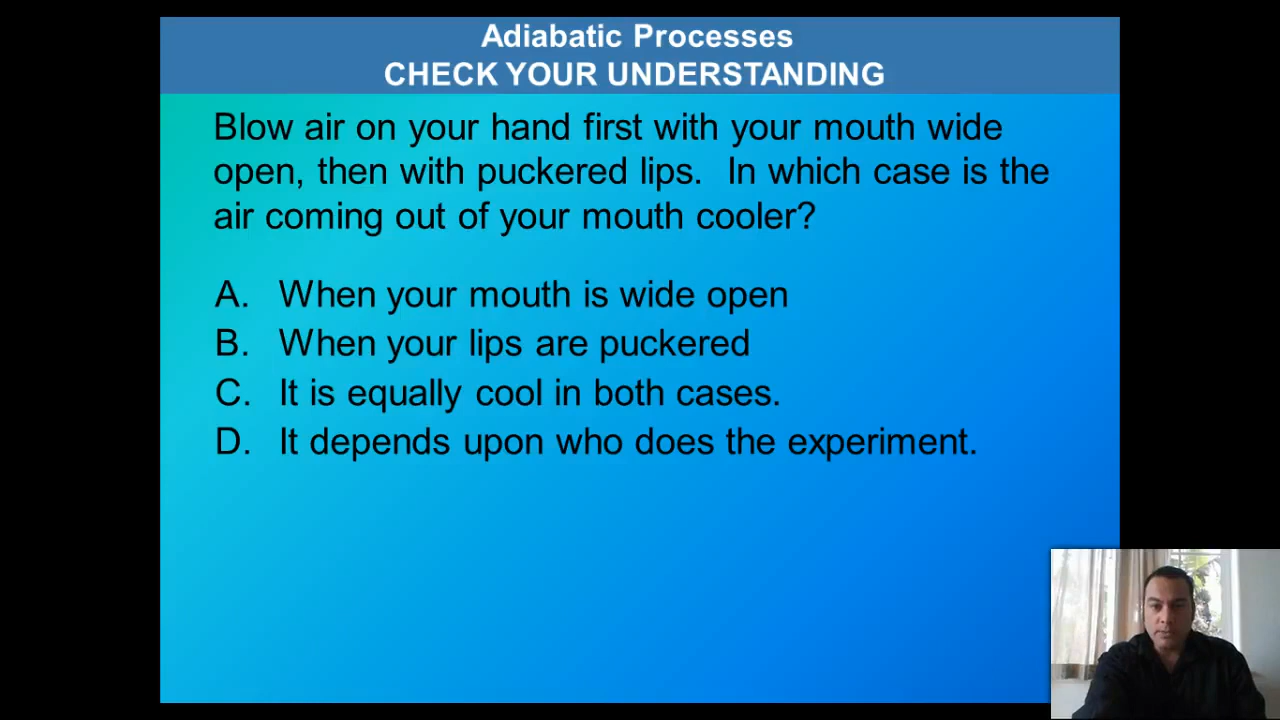 Adiabatic Processes
CHECK YOUR UNDERSTANDING
Blow air on your hand first with your mouth wide
open, then with puckered lips.  In which case is the
air coming out of your mouth cooler?
A. When your mouth is wide open
B. When your lips are puckered
C. It is equally cool in both cases.
D. It depends upon who does the experiment.